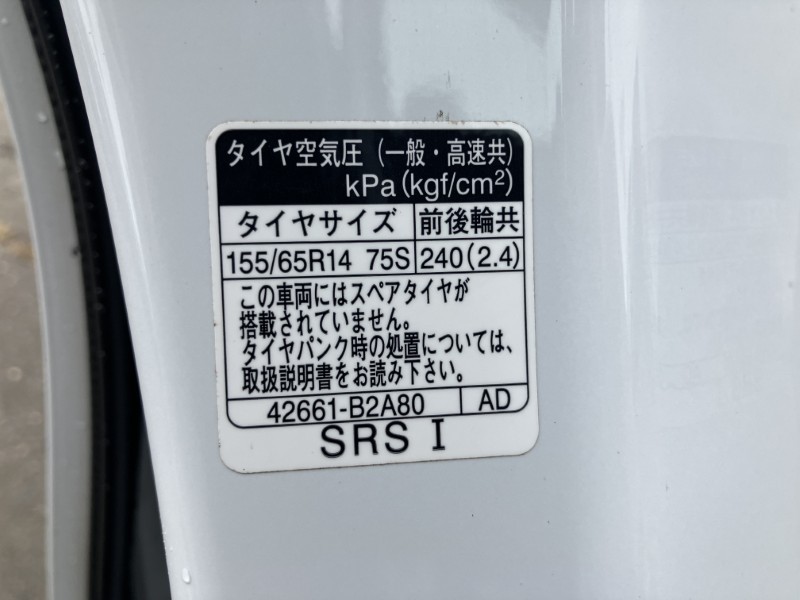 タイヤ空気圧 (一般・高速共)
kPa(kgf/cm²)
タイヤサイズ 前後輪共
155/65R14 75S 240(2.4)
この車両にはスペアタイヤが
搭載されていません。
タイヤパンク時の処置については、
取扱説明書をお読み下さい。
42661-B2A80 AD
SRS I